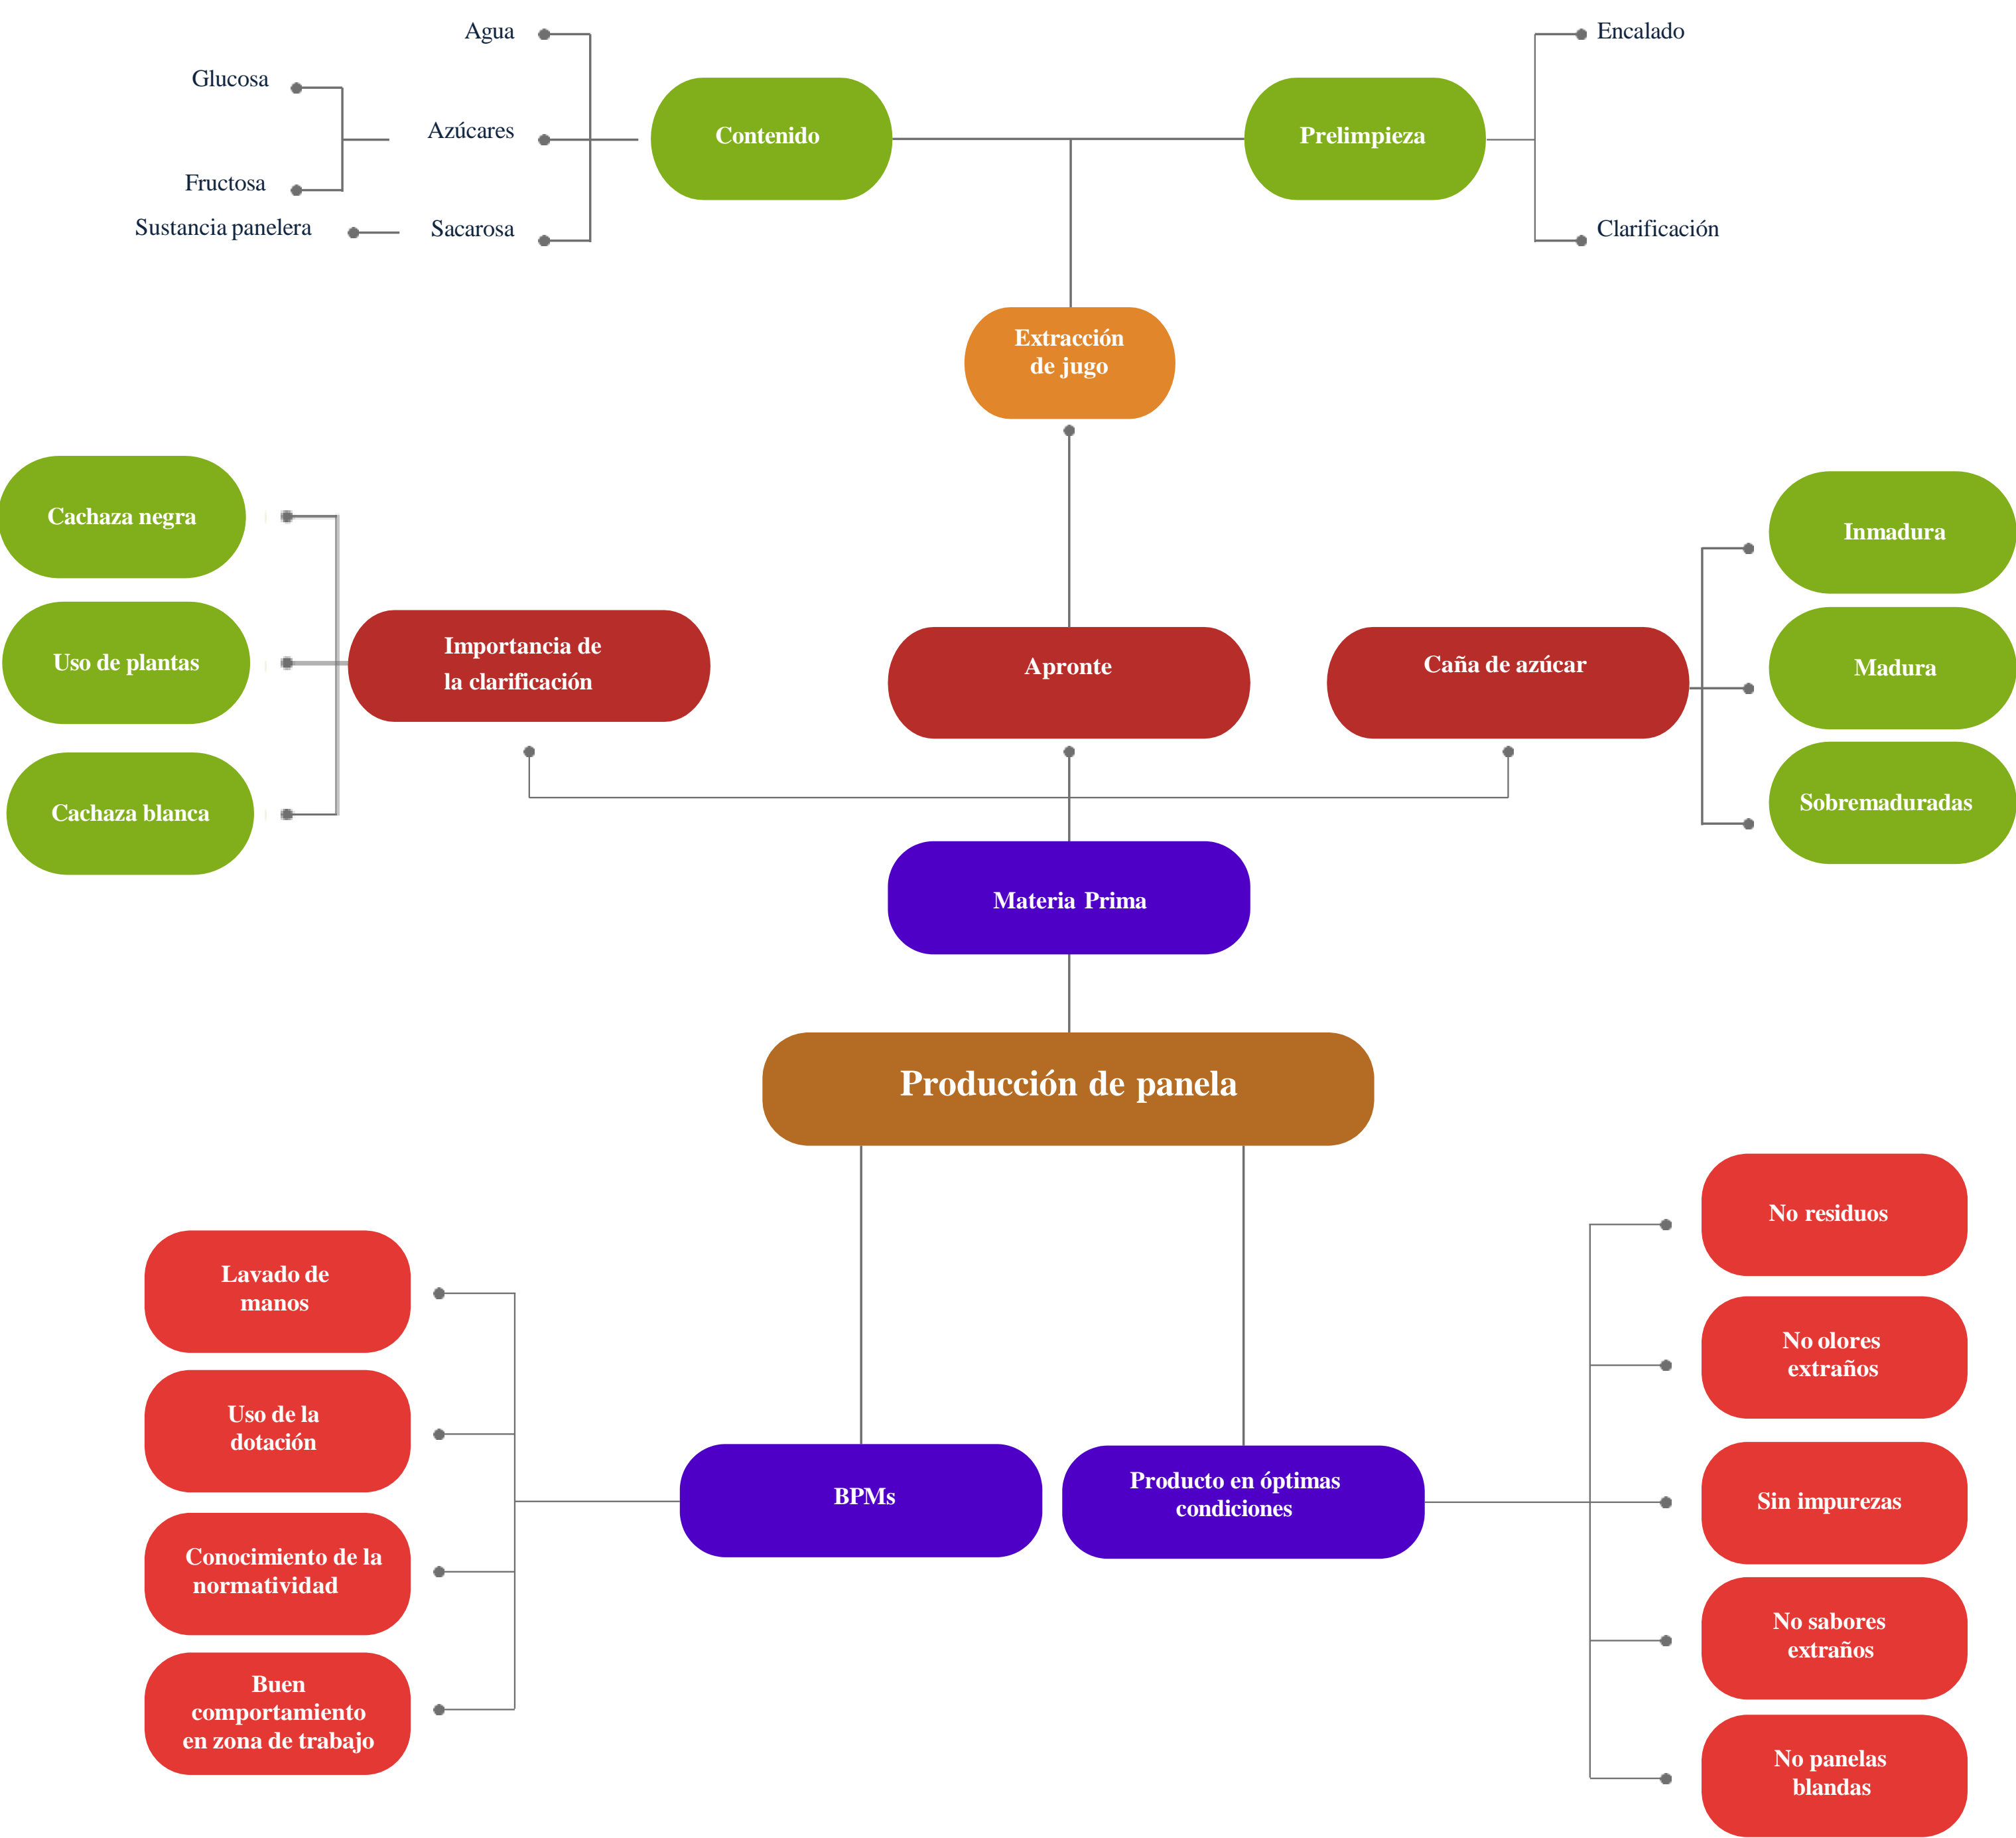 Agua
Encalado
Glucosa
Azúcares
Contenido
Prelimpieza
Fructosa
Sustancia panelera
Sacarosa
Clarificación
Extracción
de jugo
Cachaza negra
Inmadura
Uso de plantas
Importancia de
la clarificación
Apronte
Caña de azúcar
Madura
Cachaza blanca
Sobremaduradas
Materia Prima
Producción de panela
No residuos
Lavado de
manos
No olores
extraños
Uso de la
dotación
BPMs
Producto en óptimas
condiciones
Sin impurezas
Conocimiento de la
normatividad
No sabores
extraños
Buen
comportamiento
en zona de trabajo
No panelas
blandas